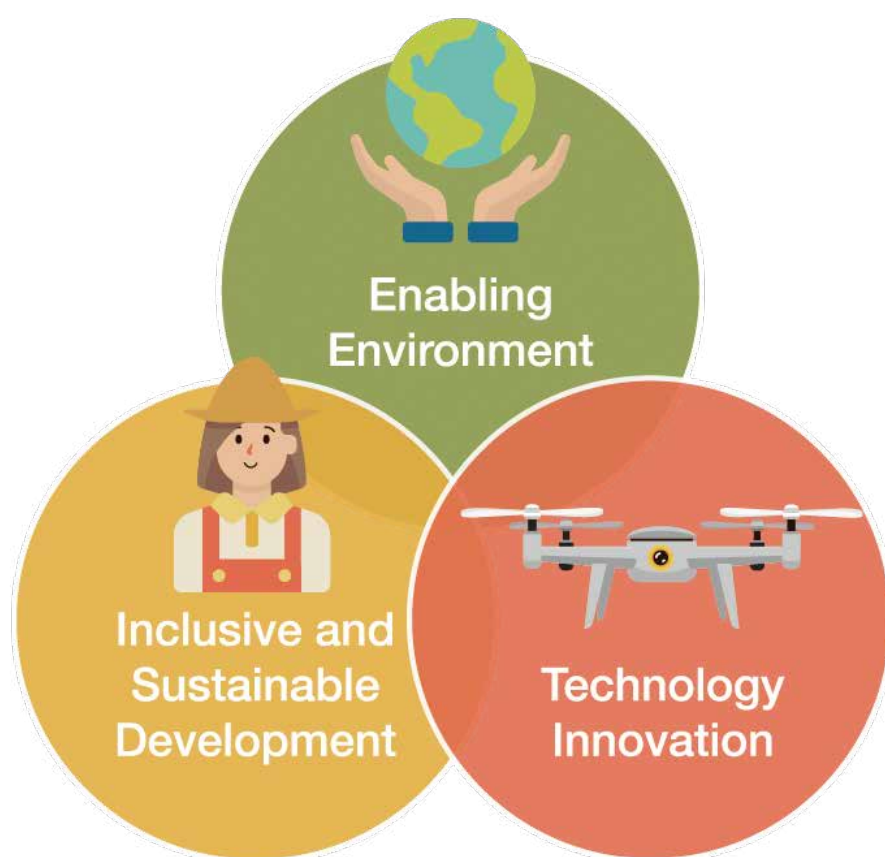 Enabling
Environment
Inclusive and
Sustainable
Development
Technology
Innovation